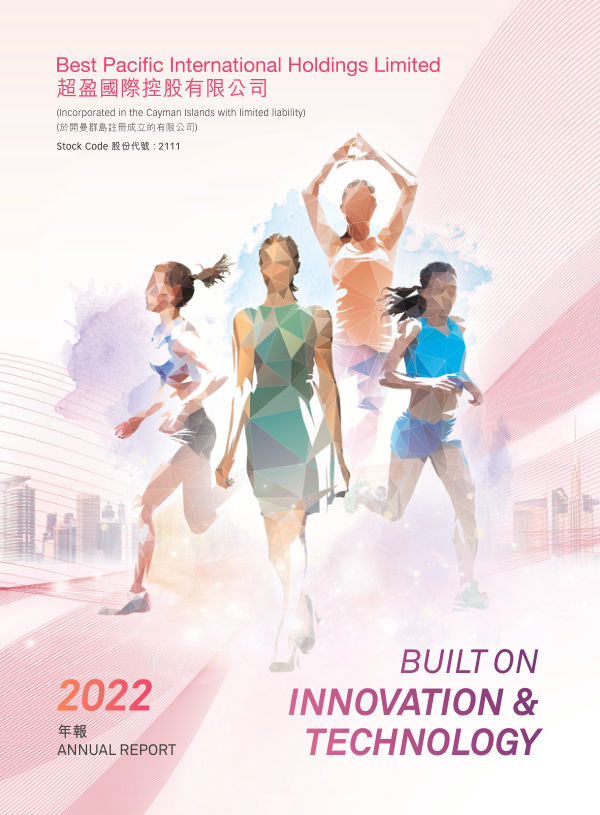 Best Pacific International Holdings Limited
超盈國際控股有限公司
(Incorporated in the Cayman Islands with limited liability)
(於開曼群島註冊成立的有限公司)
Stock Code 股份代號 : 2111
BUILT ON
INNOVATION &
TECHNOLOGY
2022
年報
ANNUAL REPORT